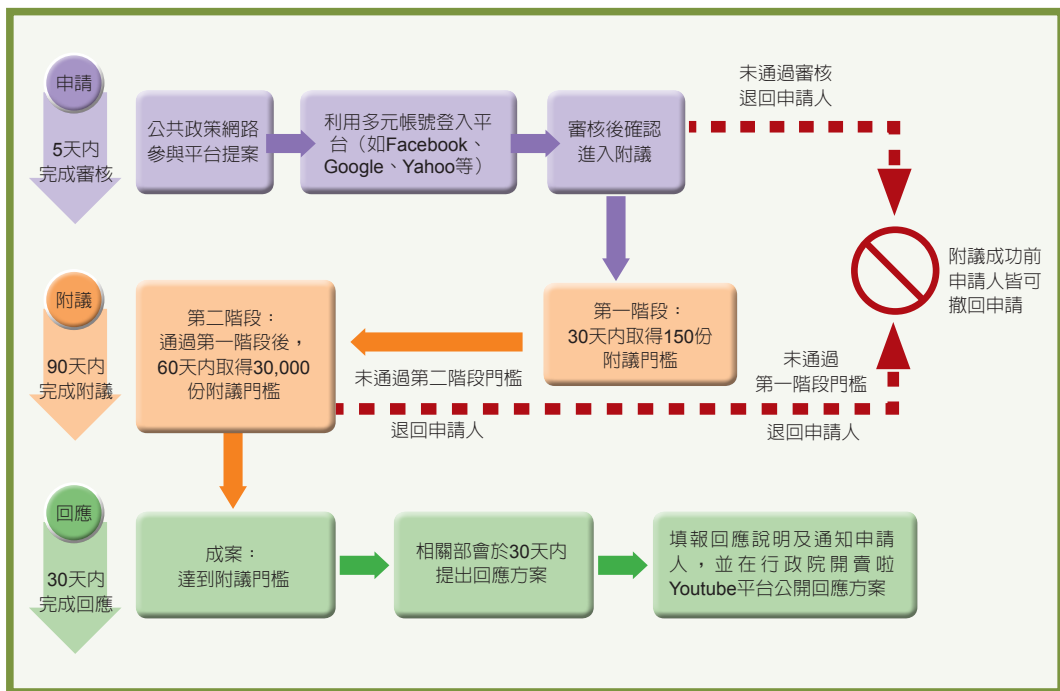 申請
5天內
完成審核
公共政策網路
參與平台提案
利用多元帳號登入平
台（如Facebook、
Google、Yahoo等）
審核後確認
進入附議
未通過審核
退回申請人
附議成功前
申請人皆可
撤回申請
附議
90天內
完成附議
第一階段：
30天內取得150份
附議門檻
第二階段：
通過第一階段後，
60天內取得30,000
份附議門檻
未通過第二階段門檻
退回申請人
未通過
第一階段門檻
退回申請人
回應
30天內
完成回應
成案：
達到附議門檻
相關部會於30天內
提出回應方案
填報回應說明及通知申請
人，並在行政院開賣啦
Youtube平台公開回應方案